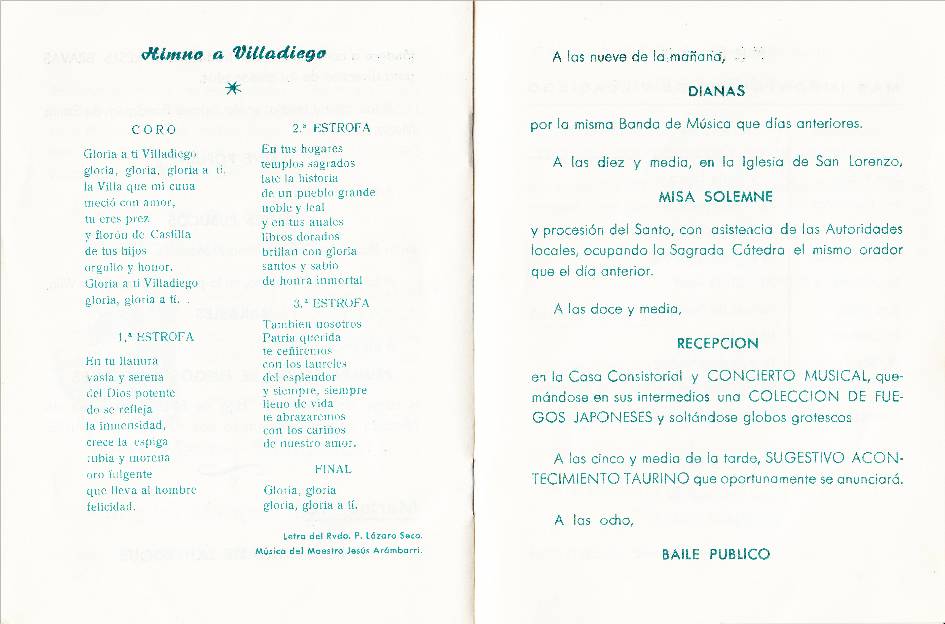 Himno a Villadiego
CORO
Gloria a ti Villadiego
gloria, gloria, gloria a tí.
la Villa que mi cuna
meció con amor,
tu eres prez
y florón de Castilla
de tus hijos
orgullo y honor.
Gloria a ti Villadiego
gloria, gloria a tí.
1.ª ESTROFA
En tu llanura
vasta y serena
del Dios potente
do se refleja
la inmensidad,
crece la espiga
rubia y morena
oro fulgente
que lleva al hombre
felicidad.
2.ª ESTROFA
En tus hogares
templos sagrados
late la historia
de un pueblo grande
noble y leal
y en tus anales
libros dorados
brillan con gloria
santos y sabio
de honra inmortal
3.ª ESTROFA
Tambien nosotros
Patria querida
te ceñiremos
con los laureles
del esplendor
y siempre, siempre
lleno de vida
te abrazaremos
con los cariños
de nuestro amor.
FINAL
Gloria, gloria
gloria, gloria a tí.
Letra del Rvdo. P. Lázaro Seco.
Música del Maestro Jesús Arámbarri.
A las nueve de la mañana,
DIANAS
por la misma Banda de Música que días anteriores.
A las diez y media, en la Iglesia de San Lorenzo,
MISA SOLEMNE
y procesión del Santo, con asistencia de las Autoridades
locales, ocupando la Sagrada Cátedra el mismo orador
que el día anterior.
A las doce y media,
RECEPCION
en la Casa Consistorial y CONCIERTO MUSICAL, que-
mándose en sus intermedios una COLECCION DE FUE-
GOS JAPONESES y soltándose globos grotescos
A las cinco y media de la tarde, SUGESTIVO ACON-
TECIMIENTO TAURINO que oportunamente se anunciará.
A las ocho,
BAILE PUBLICO